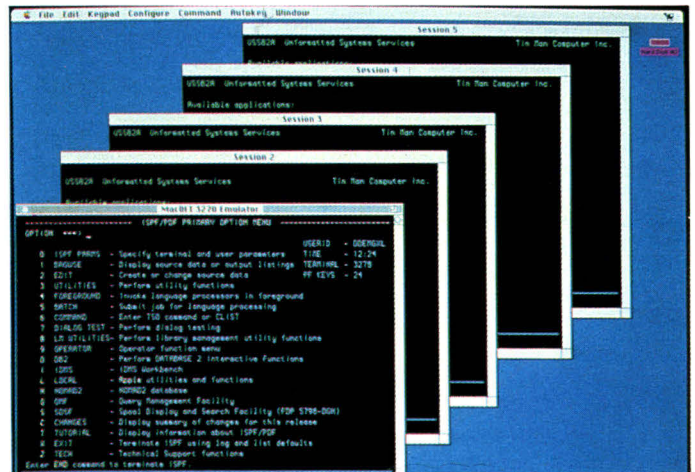 File Edit Keypad Configure Command Autokey Window
Session 5
USSB2A Unformatted Systems Services Tin Man Computer Inc.
Available applications:
Session 4
USSB2A Unformatted Systems Services Tin Man Computer Inc.
Available applications:
Session 3
USSB2A Unformatted Systems Services Tin Man Computer Inc.
Session 2
USSB2A Unformatted Systems Services Tin Man Computer Inc.
Available applications:
MacDFT 3270 Emulator
ISPF/PDF PRIMARY OPTION MENU
OPTION ===> _
USERID -
0 ISPF PARMS - Specify terminal and user parameters TIME - 12:24
1 BROWSE - Display source data or output listings TERMINAL - 3278
2 EDIT - Create or change source data PF KEYS - 24
3 UTILITIES - Perform utility functions
4 FOREGROUND - Invoke language processors in foreground
5 BATCH - Submit job for language processing
6 COMMAND - Enter TSO command or CLIST
7 DIALOG TEST - Perform dialog testing
8 LM UTILITIES- Perform library management utility functions
9 OPERATOR - Operator function menu
D DB2 - Perform DATABASE 2 interactive functions
I IDMS - IDMS Workbench
L LOCAL - Apple utilities and functions
N NOMAD2 - NOMAD2 database
Q QMF - Query Management Facility
S SDSF - Spool Display and Search Facility (PDP 5798-DGH)
C CHANGES - Display summary of changes for this release
T TUTORIAL - Display information about ISPF/PDF
X EXIT - Terminate ISPF using log and list defaults
Z TECH - Technical Support functions
Enter END command to terminate ISPF.